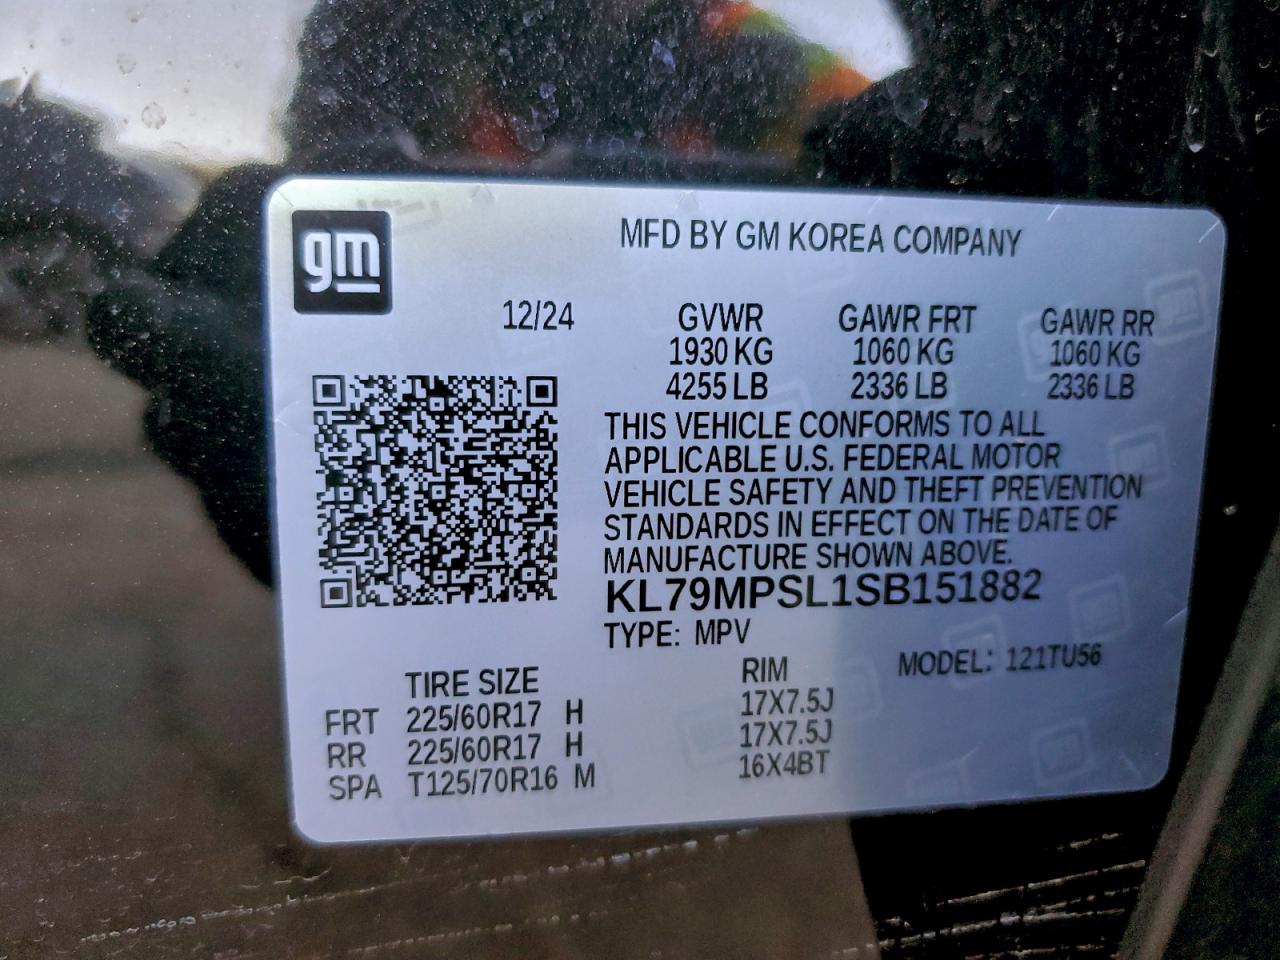 gm
MFD BY GM KOREA COMPANY
12/24 GVWR GAWR FRT GAWR RR
1930 KG 1060 KG 1060 KG
4255 LB 2336 LB 2336 LB
THIS VEHICLE CONFORMS TO ALL
APPLICABLE U.S. FEDERAL MOTOR
VEHICLE SAFETY AND THEFT PREVENTION
STANDARDS IN EFFECT ON THE DATE OF
MANUFACTURE SHOWN ABOVE.
KL79MPSL1SB151882
TYPE: MPV
MODEL: 121TU56
TIRE SIZE RIM
FRT 225/60R17 H 17X7.5J
RR 225/60R17 H 17X7.5J
SPA T125/70R16 M 16X4BT